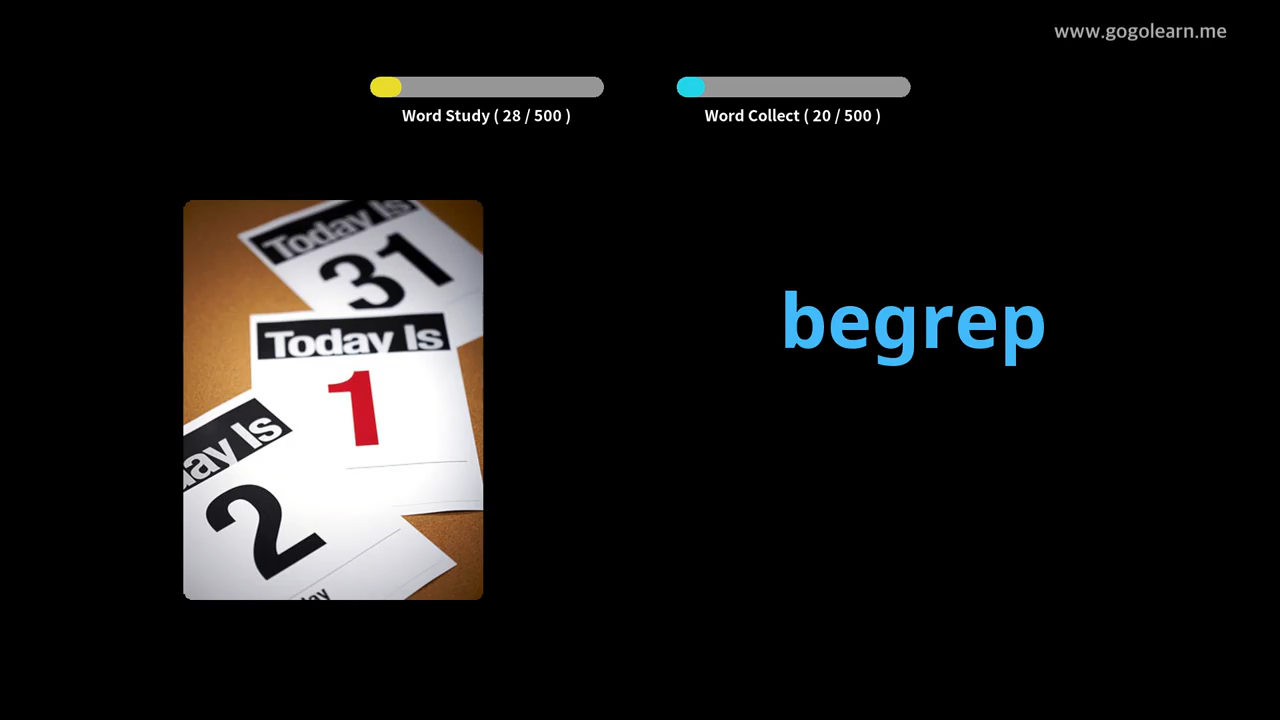 www.gogolearn.me
Word Study ( 28 / 500 )
Word Collect ( 20 / 500 )
Today Is
31
Today Is
1
begrep
ay Is
2
ay